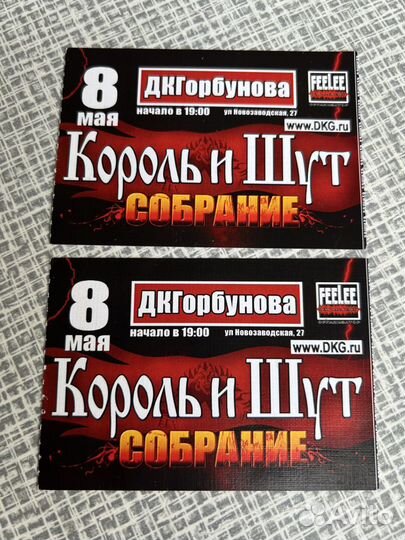 8
мая
ДКГорбунова
начало в 19:00
ул Новозаводская, 27
FEELEE
www.DKG.ru
Король и Шут
СОБРАНИЕ
8
мая
ДКГорбунова
начало в 19:00
ул Новозаводская, 27
FEELEE
www.DKG.ru
Король и Шут
СОБРАНИЕ
Avito